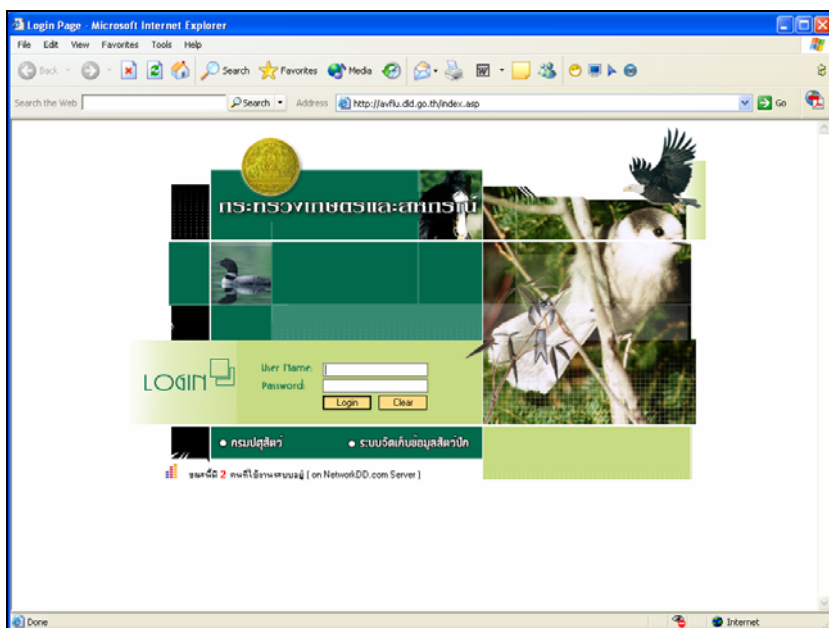 Login Page - Microsoft Internet Explorer
File Edit View Favorites Tools Help
Back Search Favorites Media
Search the Web Search Address http://avflu.dld.go.th/index.asp Go
กระทรวงเกษตรและสหกรณ์
LOGIN
User Name:
Password:
Login Clear
กรมปศุสัตว์ ระบบจัดเก็บข้อมูลสัตว์ปีก
ขณะนี้มี 2 คนที่ใช้งานระบบอยู่ ( on NetworkDD.com Server )
Done Internet